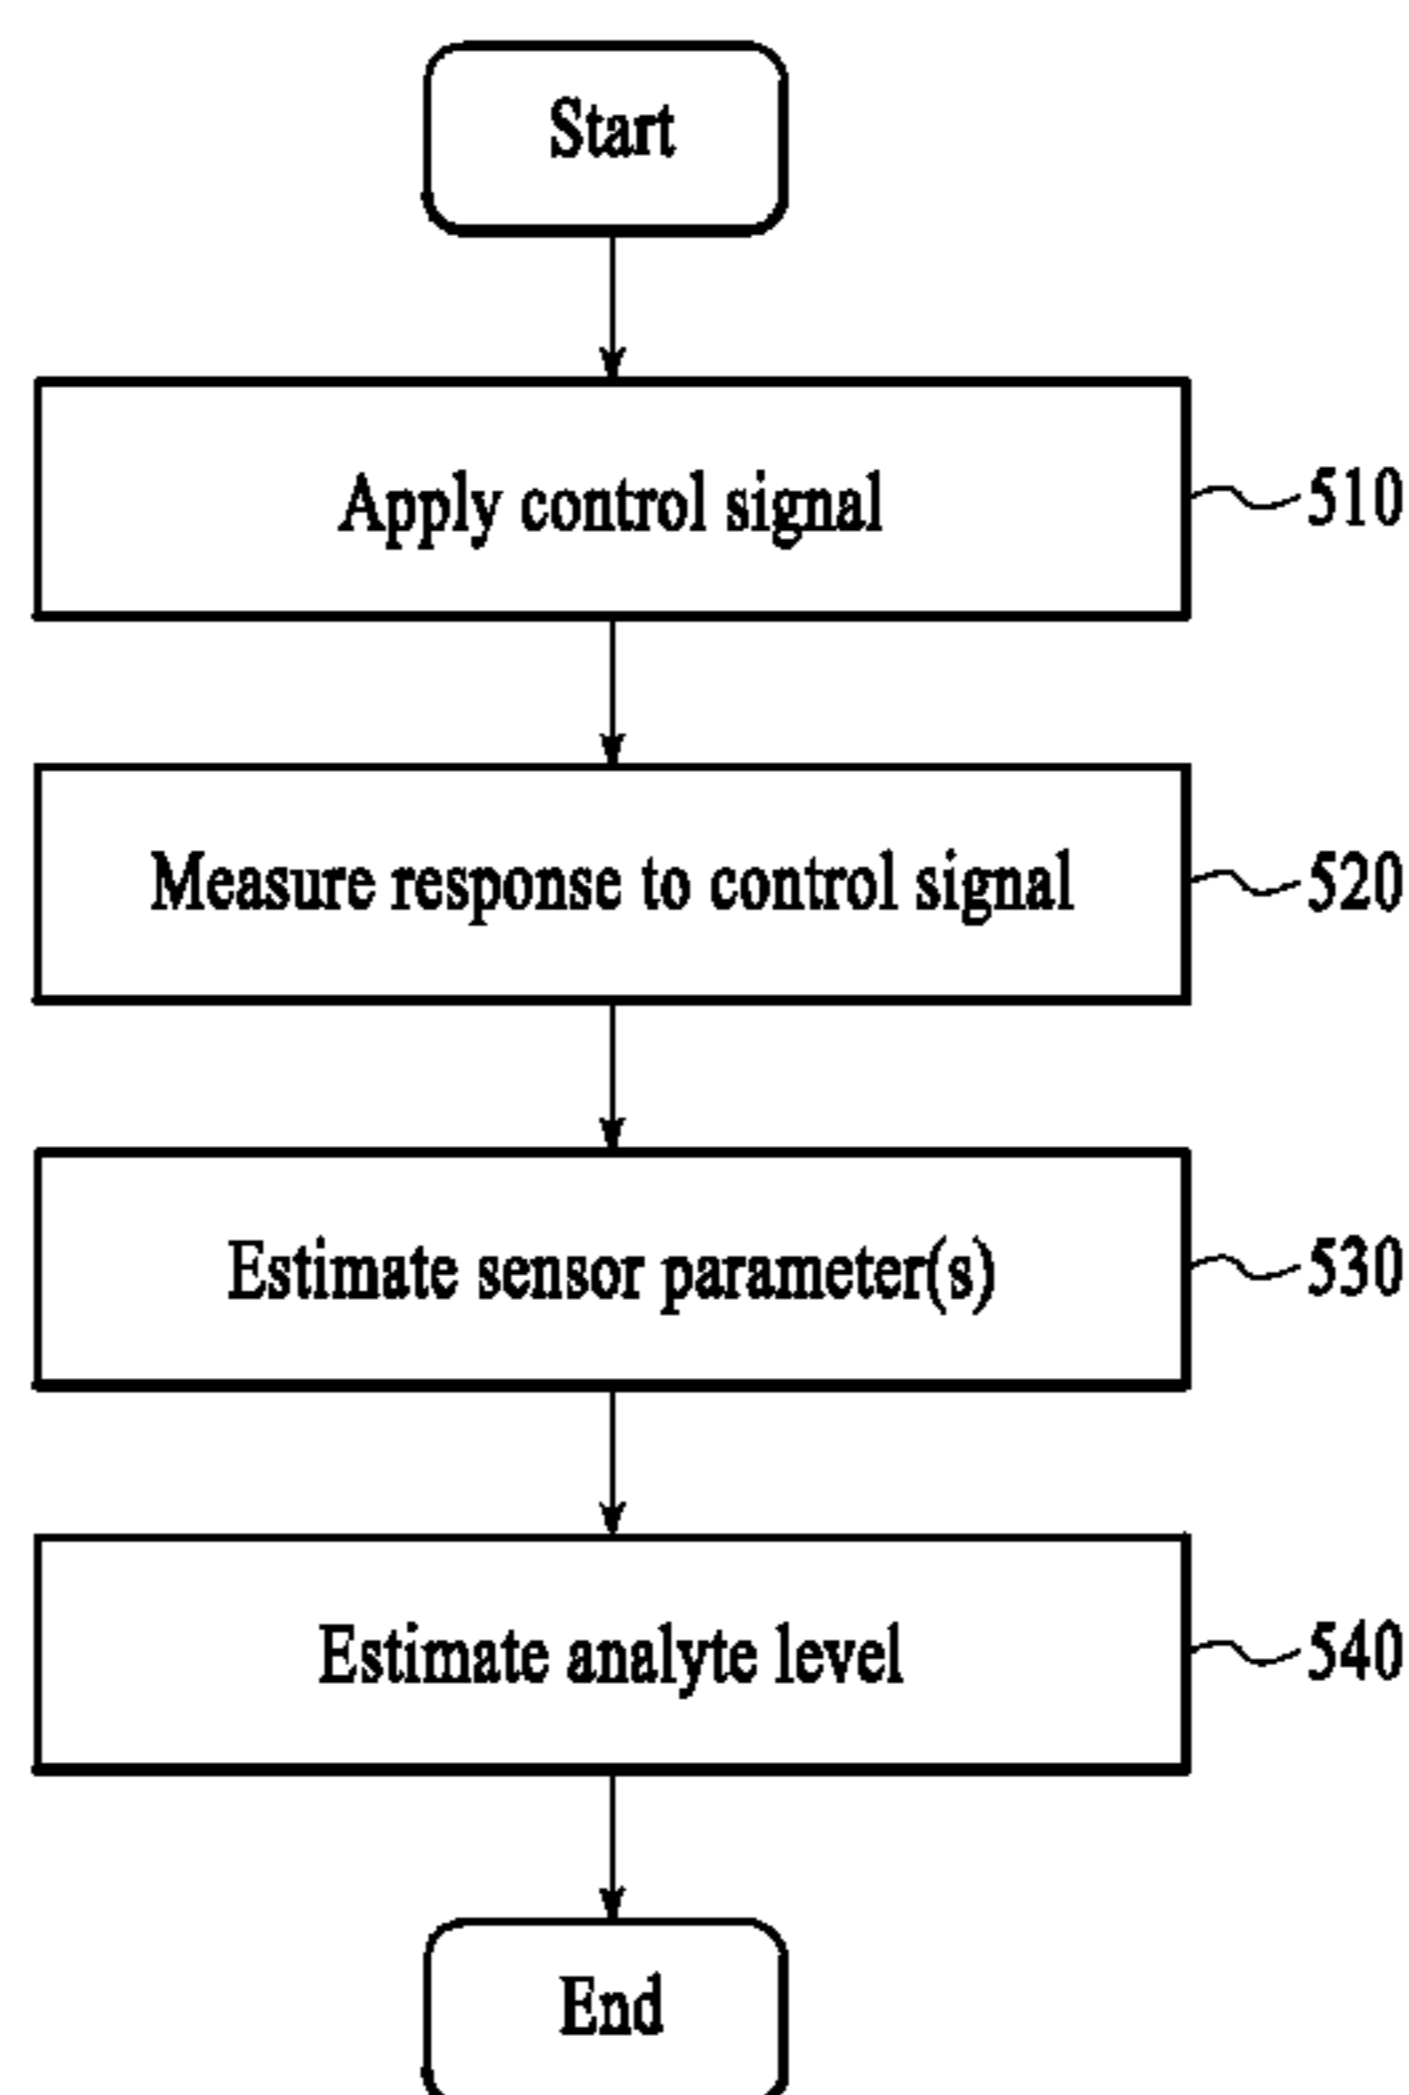 Start
Apply control signal 510
Measure response to control signal 520
Estimate sensor parameter(s) 530
Estimate analyte level 540
End